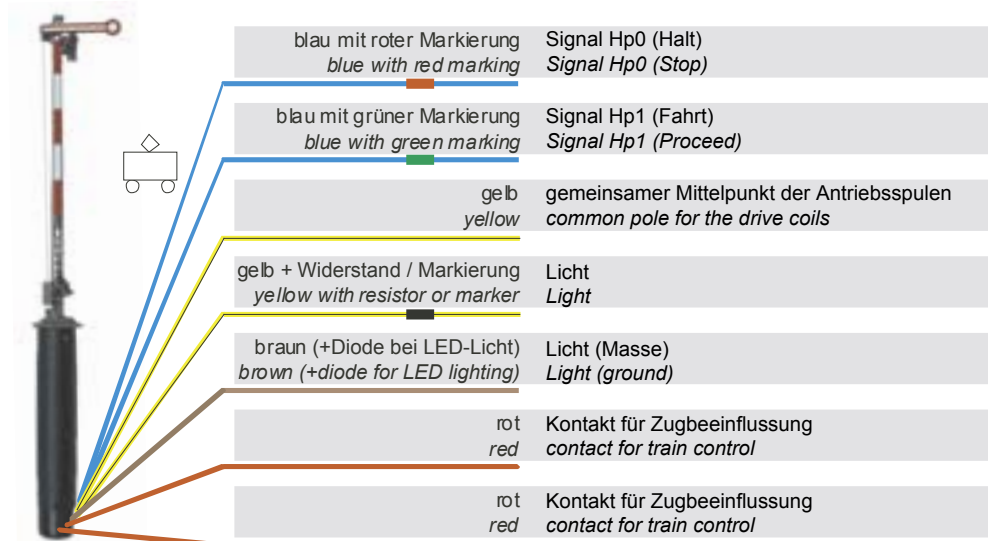 blau mit roter Markierung Signal Hp0 (Halt)
blue with red marking Signal Hp0 (Stop)
blau mit grüner Markierung Signal Hp1 (Fahrt)
blue with green marking Signal Hp1 (Proceed)
gelb gemeinsamer Mittelpunkt der Antriebsspulen
yellow common pole for the drive coils
gelb + Widerstand / Markierung Licht
yellow with resistor or marker Light
braun (+Diode bei LED-Licht) Licht (Masse)
brown (+diode for LED lighting) Light (ground)
rot Kontakt für Zugbeeinflussung
red contact for train control
rot Kontakt für Zugbeeinflussung
red contact for train control